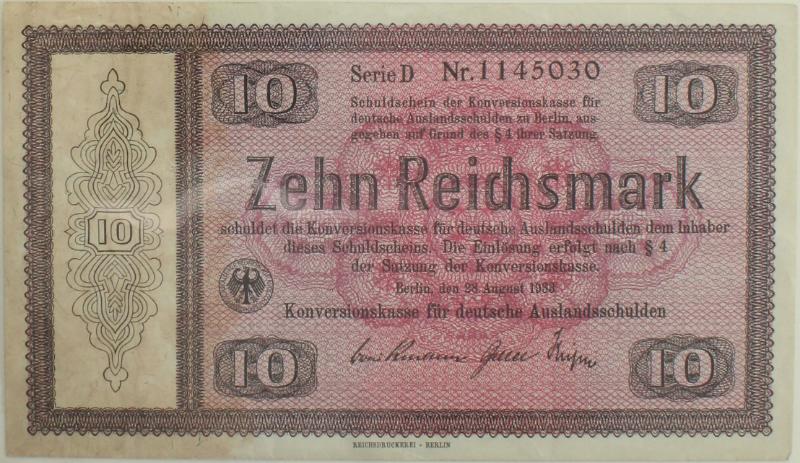 10 10
Serie D Nr. 1145030
Schuldschein der Konversionskasse für
deutsche Auslandsschulden zu Berlin, aus-
gegeben auf Grund des § 4 ihrer Satzung.
Zehn Reichsmark
schuldet die Konversionskasse für deutsche Auslandsschulden dem Inhaber
10
dieses Schuldscheins. Die Einlösung erfolgt nach § 4
der Satzung der Konversionskasse.
Berlin, den 28. August 1933
Konversionskasse für deutsche Auslandsschulden
10 10
REICHSDRUCKEREI - BERLIN